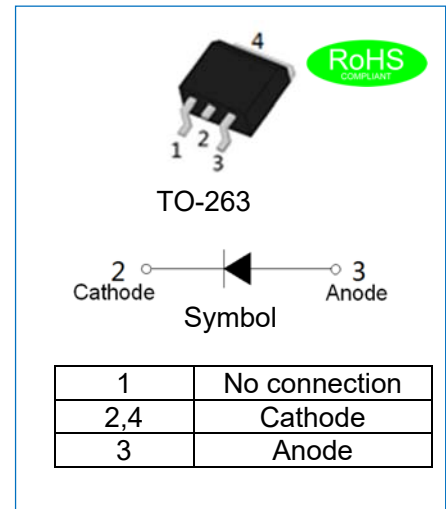 4
RoHS
COMPLIANT
1
2
3
TO-263
2
3
Cathode
Anode
Symbol
1 No connection
2,4 Cathode
3 Anode